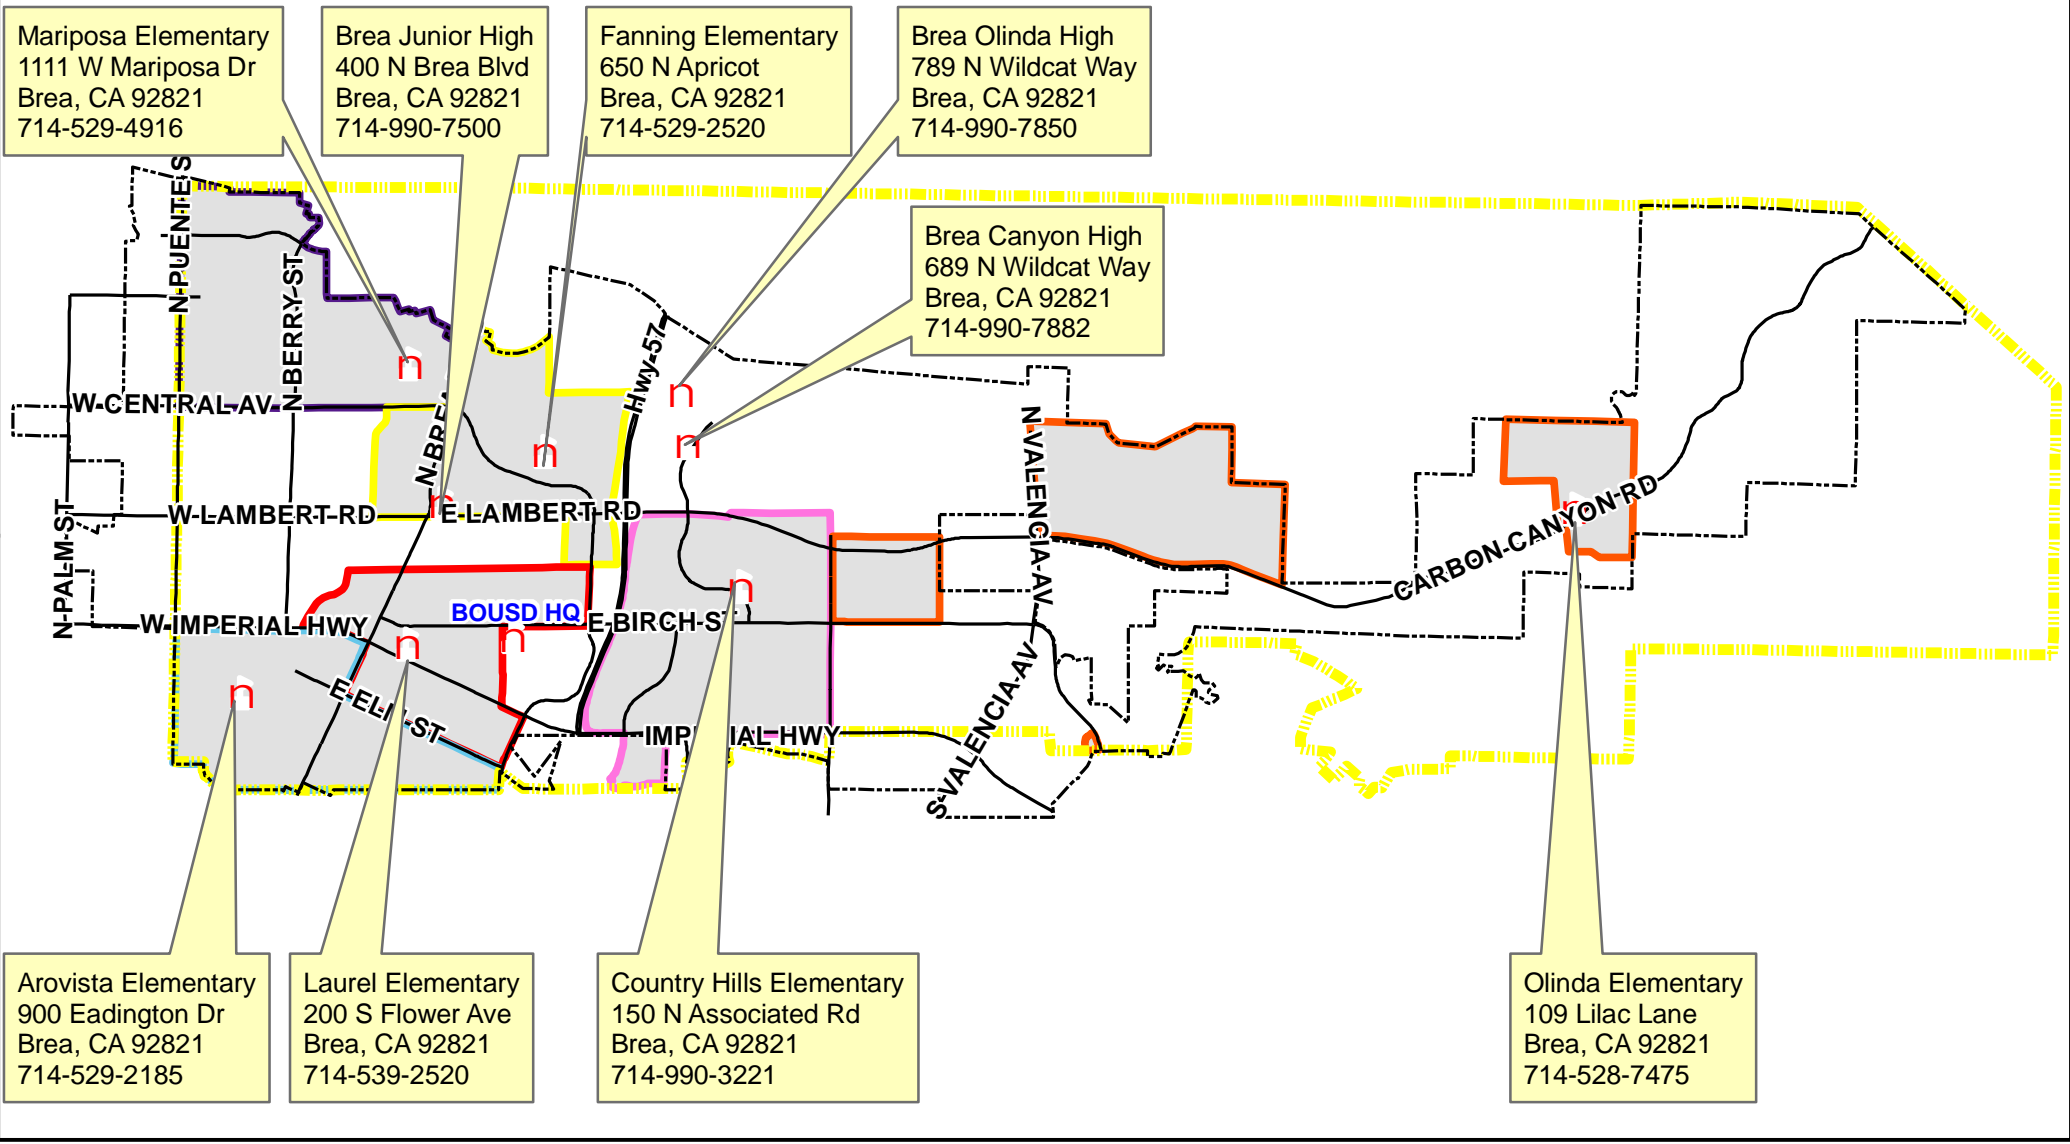 Mariposa Elementary
1111 W Mariposa Dr
Brea, CA 92821
714-529-4916
Brea Junior High
400 N Brea Blvd
Brea, CA 92821
714-990-7500
Fanning Elementary
650 N Apricot
Brea, CA 92821
714-529-2520
Brea Olinda High
789 N Wildcat Way
Brea, CA 92821
714-990-7850
Brea Canyon High
689 N Wildcat Way
Brea, CA 92821
714-990-7882
N PUENTE S
N BERRY ST
Hwy 57
n
n
W CENTRAL AV
N BREA
n
n
n
N VALENCIA AV
N PALM ST
W LAMBERT RD
E LAMBERT RD
n
CARBON CANYON RD
n
W IMPERIAL HWY
BOUSD HQ
E BIRCH S
n
n
n
n
E EL ST
IMP IAL HWY
S VALENCIA AV
Arovista Elementary
900 Eadington Dr
Brea, CA 92821
714-529-2185
Laurel Elementary
200 S Flower Ave
Brea, CA 92821
714-539-2520
Country Hills Elementary
150 N Associated Rd
Brea, CA 92821
714-990-3221
Olinda Elementary
109 Lilac Lane
Brea, CA 92821
714-528-7475